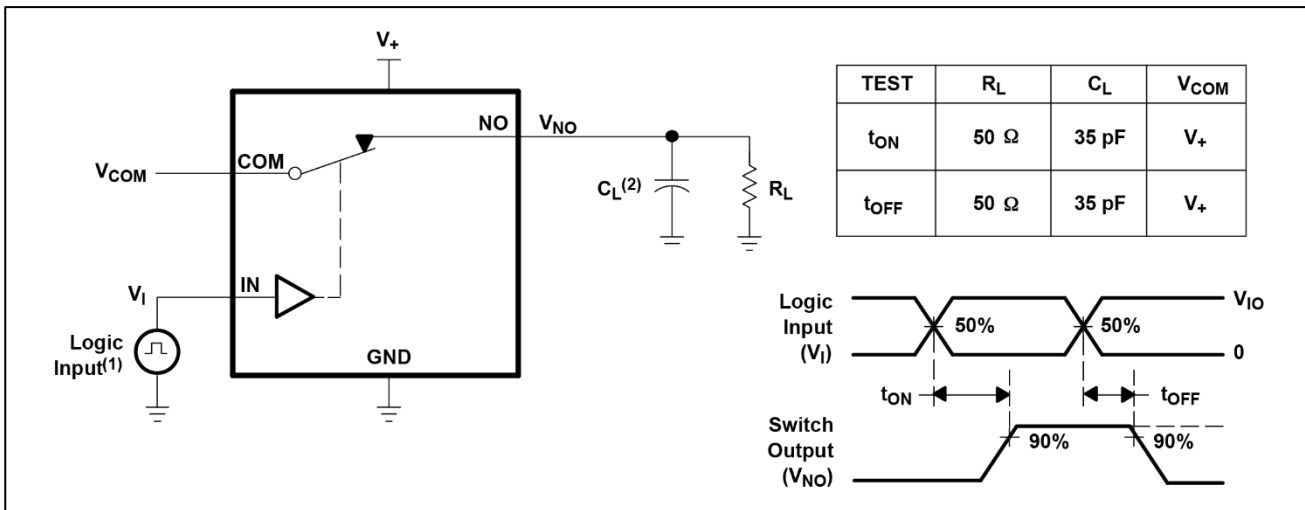 V+
NO
VNO
COM
VCOM
CL(2)
RL
IN
VI
Logic
Input(1)
GND
TEST RL CL VCOM
tON 50 Ω 35 pF V+
tOFF 50 Ω 35 pF V+
Logic
Input
(VI)
50%
50%
VIO
0
tON
tOFF
Switch
Output
(VNO)
90%
90%